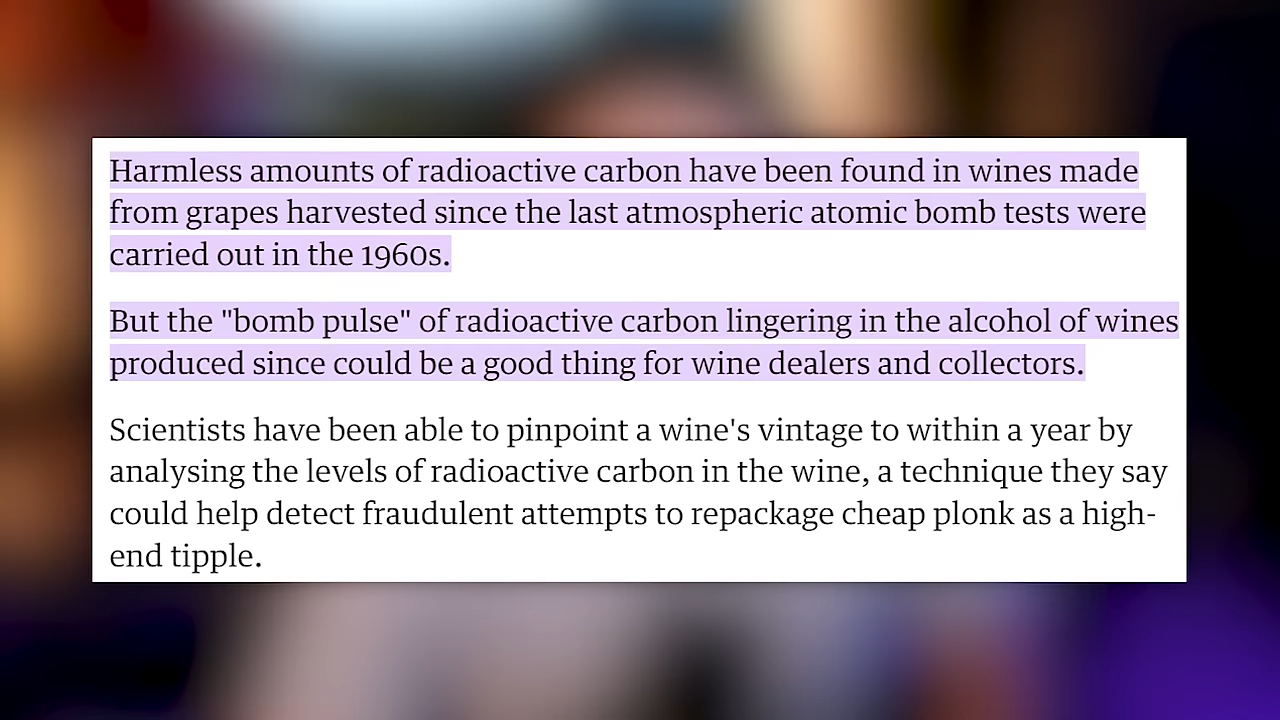 Harmless amounts of radioactive carbon have been found in wines made
from grapes harvested since the last atmospheric atomic bomb tests were
carried out in the 1960s.
But the "bomb pulse" of radioactive carbon lingering in the alcohol of wines
produced since could be a good thing for wine dealers and collectors.
Scientists have been able to pinpoint a wine's vintage to within a year by
analysing the levels of radioactive carbon in the wine, a technique they say
could help detect fraudulent attempts to repackage cheap plonk as a high-
end tipple.